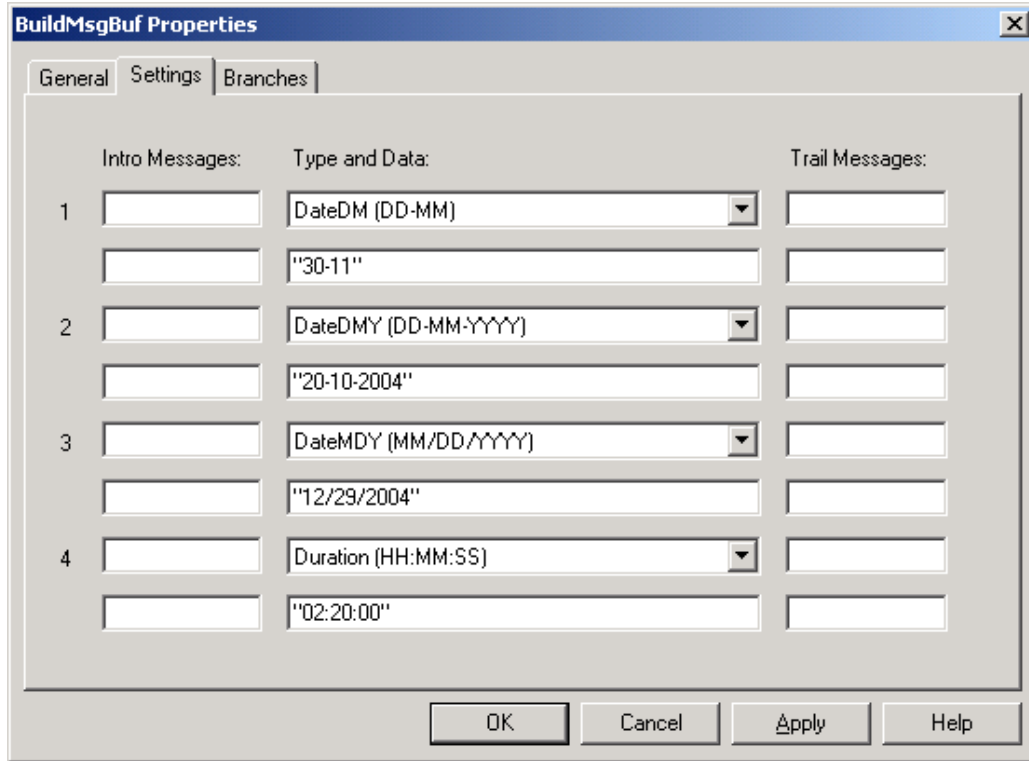 BuildMsgBuf Properties
General Settings Branches
Intro Messages: Type and Data: Trail Messages:
1 DateDM (DD-MM)
"30-11"
2 DateDMY (DD-MM-YYYY)
"20-10-2004"
3 DateMDY (MM/DD/YYYY)
"12/29/2004"
4 Duration (HH:MM:SS)
"02:20:00"
OK Cancel Apply Help